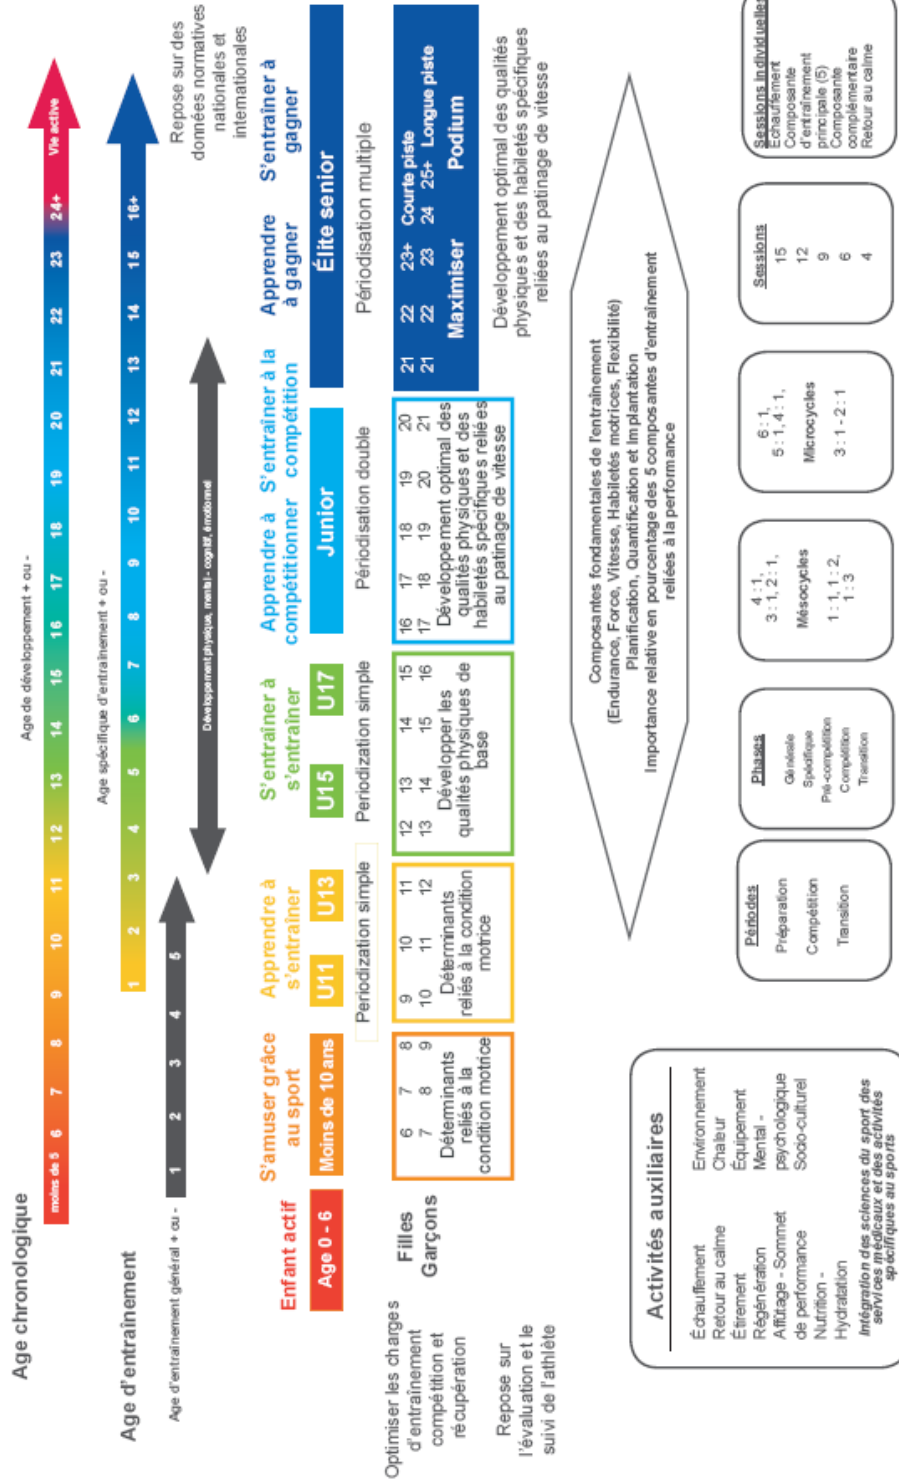 Age chronologique
Age de développement + ou -
moins de 5 6 7 8 9 10 11 12 13 14 15 16 17 18 19 20 21 22 23 24+ Vie active
Age d'entraînement
Age spécifique d'entraînement + ou -
1 2 3 4 5 6 7 8 9 10 11 12 13 14 15 16+
Age d'entraînement général + ou -
1 2 3 4 5
Développement physique, mental - cognitif, émotionnel
Repose sur des
données normatives
nationales et
internationales
Enfant actif
Age 0 - 6
S'amuser grâce
au sport
Moins de 10 ans
Apprendre à
s'entraîner
U11 U13
S'entraîner à
s'entraîner
U15 U17
Apprendre à
compétitionner
S'entraîner à la
compétition
Junior
Apprendre
à gagner
S'entraîner à
gagner
Élite senior
Periodization simple
Periodization simple
Périodisation double
Périodisation multiple
Optimiser les charges
d'entraînement
compétition et
récupération
Repose sur
l'évaluation et le
suivi de l'athlète
Filles
Garçons
6 7 8
7 8 9
Déterminants
reliés à la
condition motrice
9 10 11
10 11 12
Déterminants
reliés à la condition
motrice
12 13 14 15
13 14 15 16
Développer les
qualités physiques de
base
16 17 18 19 20
17 18 19 20 21
Développement optimal des
qualités physiques et des
habiletés spécifiques reliées
au patinage de vitesse
21 22 23+ Courte piste
21 22 23 24 25+ Longue piste
Maximiser Podium
Développement optimal des qualités
physiques et des habiletés spécifiques
reliées au patinage de vitesse
Composantes fondamentales de l'entraînement
(Endurance, Force, Vitesse, Habiletés motrices, Flexibilité)
Planification, Quantification et Implantation
Importance relative en pourcentage des 5 composantes d'entraînement
reliées à la performance
Activités auxiliaires
Échauffement
Retour au calme
Étirement
Régénération
Affûtage - Sommet
de performance
Nutrition -
Hydratation
Environnement
Chaleur
Équipement
Mental -
psychologique
Socio-culturel
Intégration des sciences du sport des
services médicaux et des activités
spécifiques au sports
Périodes
Préparation
Compétition
Transition
Phases
Générale
Spécifique
Pré-compétition
Compétition
Transition
4 : 1,
3 : 1, 2 : 1,
Mésocycles
1 : 1, 1 : 2,
1 : 3
6 : 1,
5 : 1, 4 : 1,
Microcycles
3 : 1 - 2 : 1
Sessions
15
12
9
6
4
Sessions individuelles
Échauffement
Composante
d'entraînement
principale (5)
Composante
complémentaire
Retour au calme